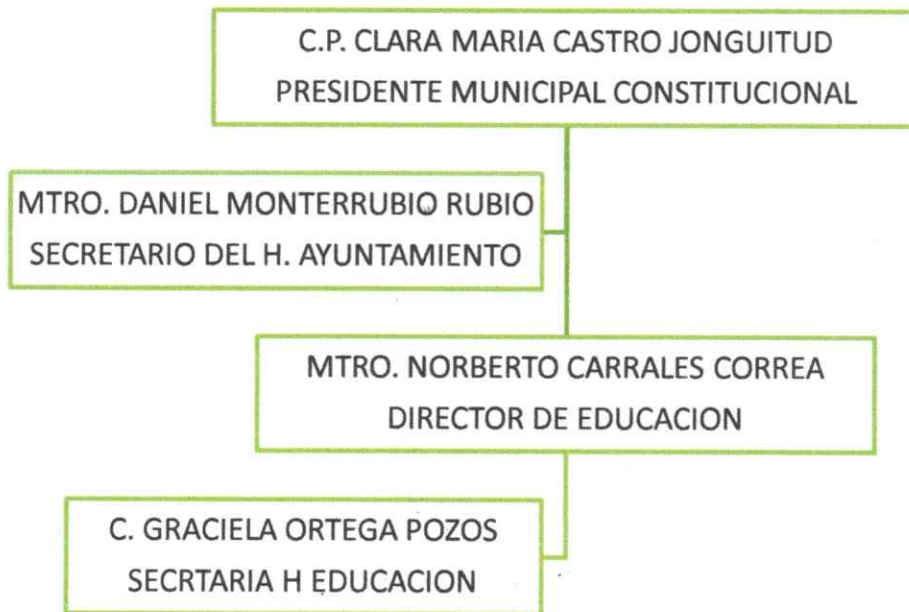 C.P. CLARA MARIA CASTRO JONGUITUD
PRESIDENTE MUNICIPAL CONSTITUCIONAL
MTRO. DANIEL MONTERRUBIO RUBIO
SECRETARIO DEL H. AYUNTAMIENTO
MTRO. NORBERTO CARRALES CORREA
DIRECTOR DE EDUCACION
C. GRACIELA ORTEGA POZOS
SECRTARIA H EDUCACION